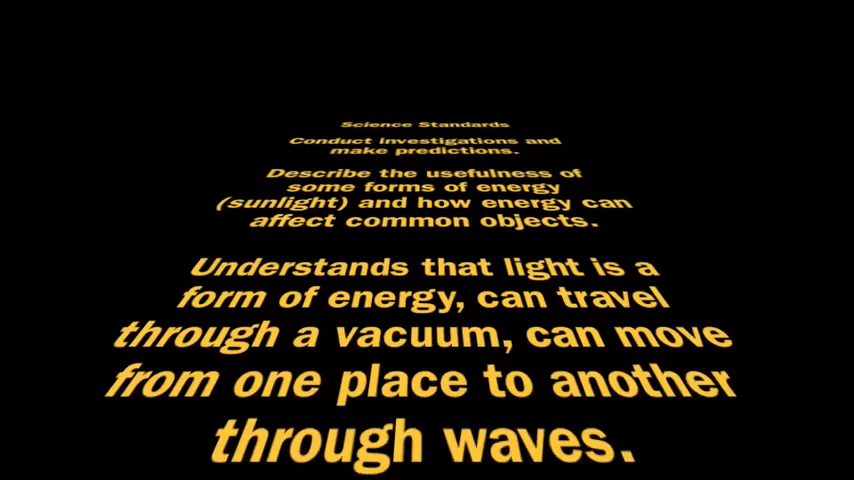 Science Standards
Conduct investigations and
make predictions.
Describe the usefulness of
some forms of energy
(sunlight) and how energy can
affect common objects.
Understands that light is a
form of energy, can travel
through a vacuum, can move
from one place to another
through waves.